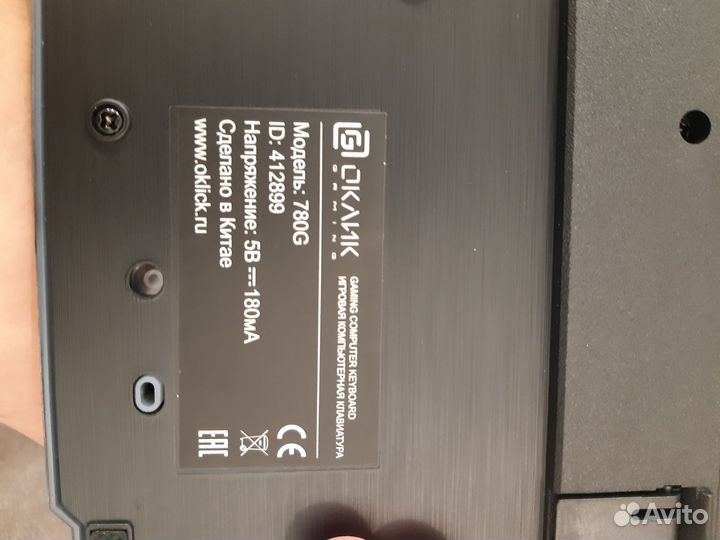 ОКЛИК
GAMING
GAMING COMPUTER KEYBOARD
ИГРОВАЯ КОМПЬЮТЕРНАЯ КЛАВИАТУРА
Модель: 780G
ID: 412899
Напряжение: 5В 180мА
Сделано в Китае
www.oklick.ru
CE
EAC
Avito